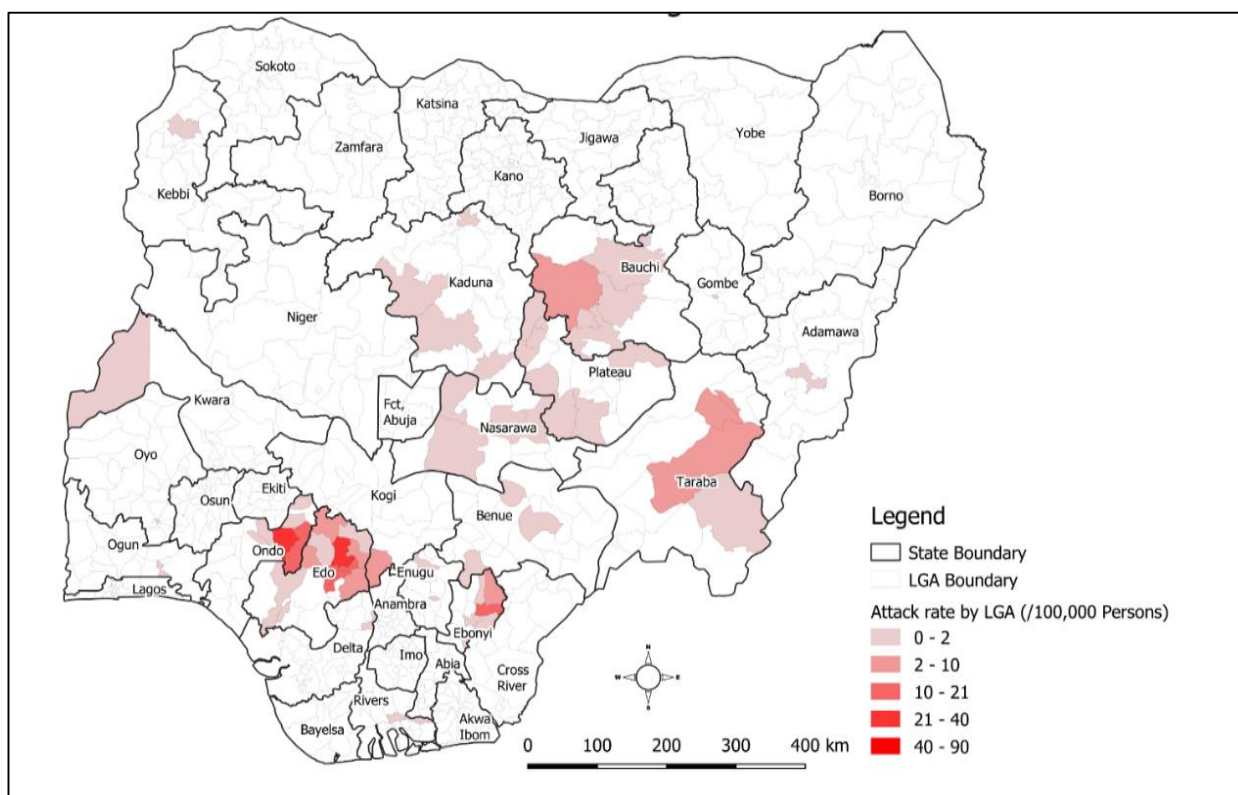 Sokoto
Katsina
Jigawa
Yobe
Zamfara
Kano
Kebbi
Borno
Kaduna
Bauchi
Gombe
Niger
Adamawa
Plateau
Fct,
Abuja
Kwara
Nasarawa
Oyo
Taraba
Ekiti
Kogi
Osun
Benue
Ogun
Ondo
Edo
Enugu
Lagos
Anambra
Ebonyi
Delta
Imo
Abia
Cross
River
Rivers
Bayelsa
Akwa
Ibom
N
W E
S
0 100 200 300 400 km
Legend
State Boundary
LGA Boundary
Attack rate by LGA (/100,000 Persons)
0 - 2
2 - 10
10 - 21
21 - 40
40 - 90